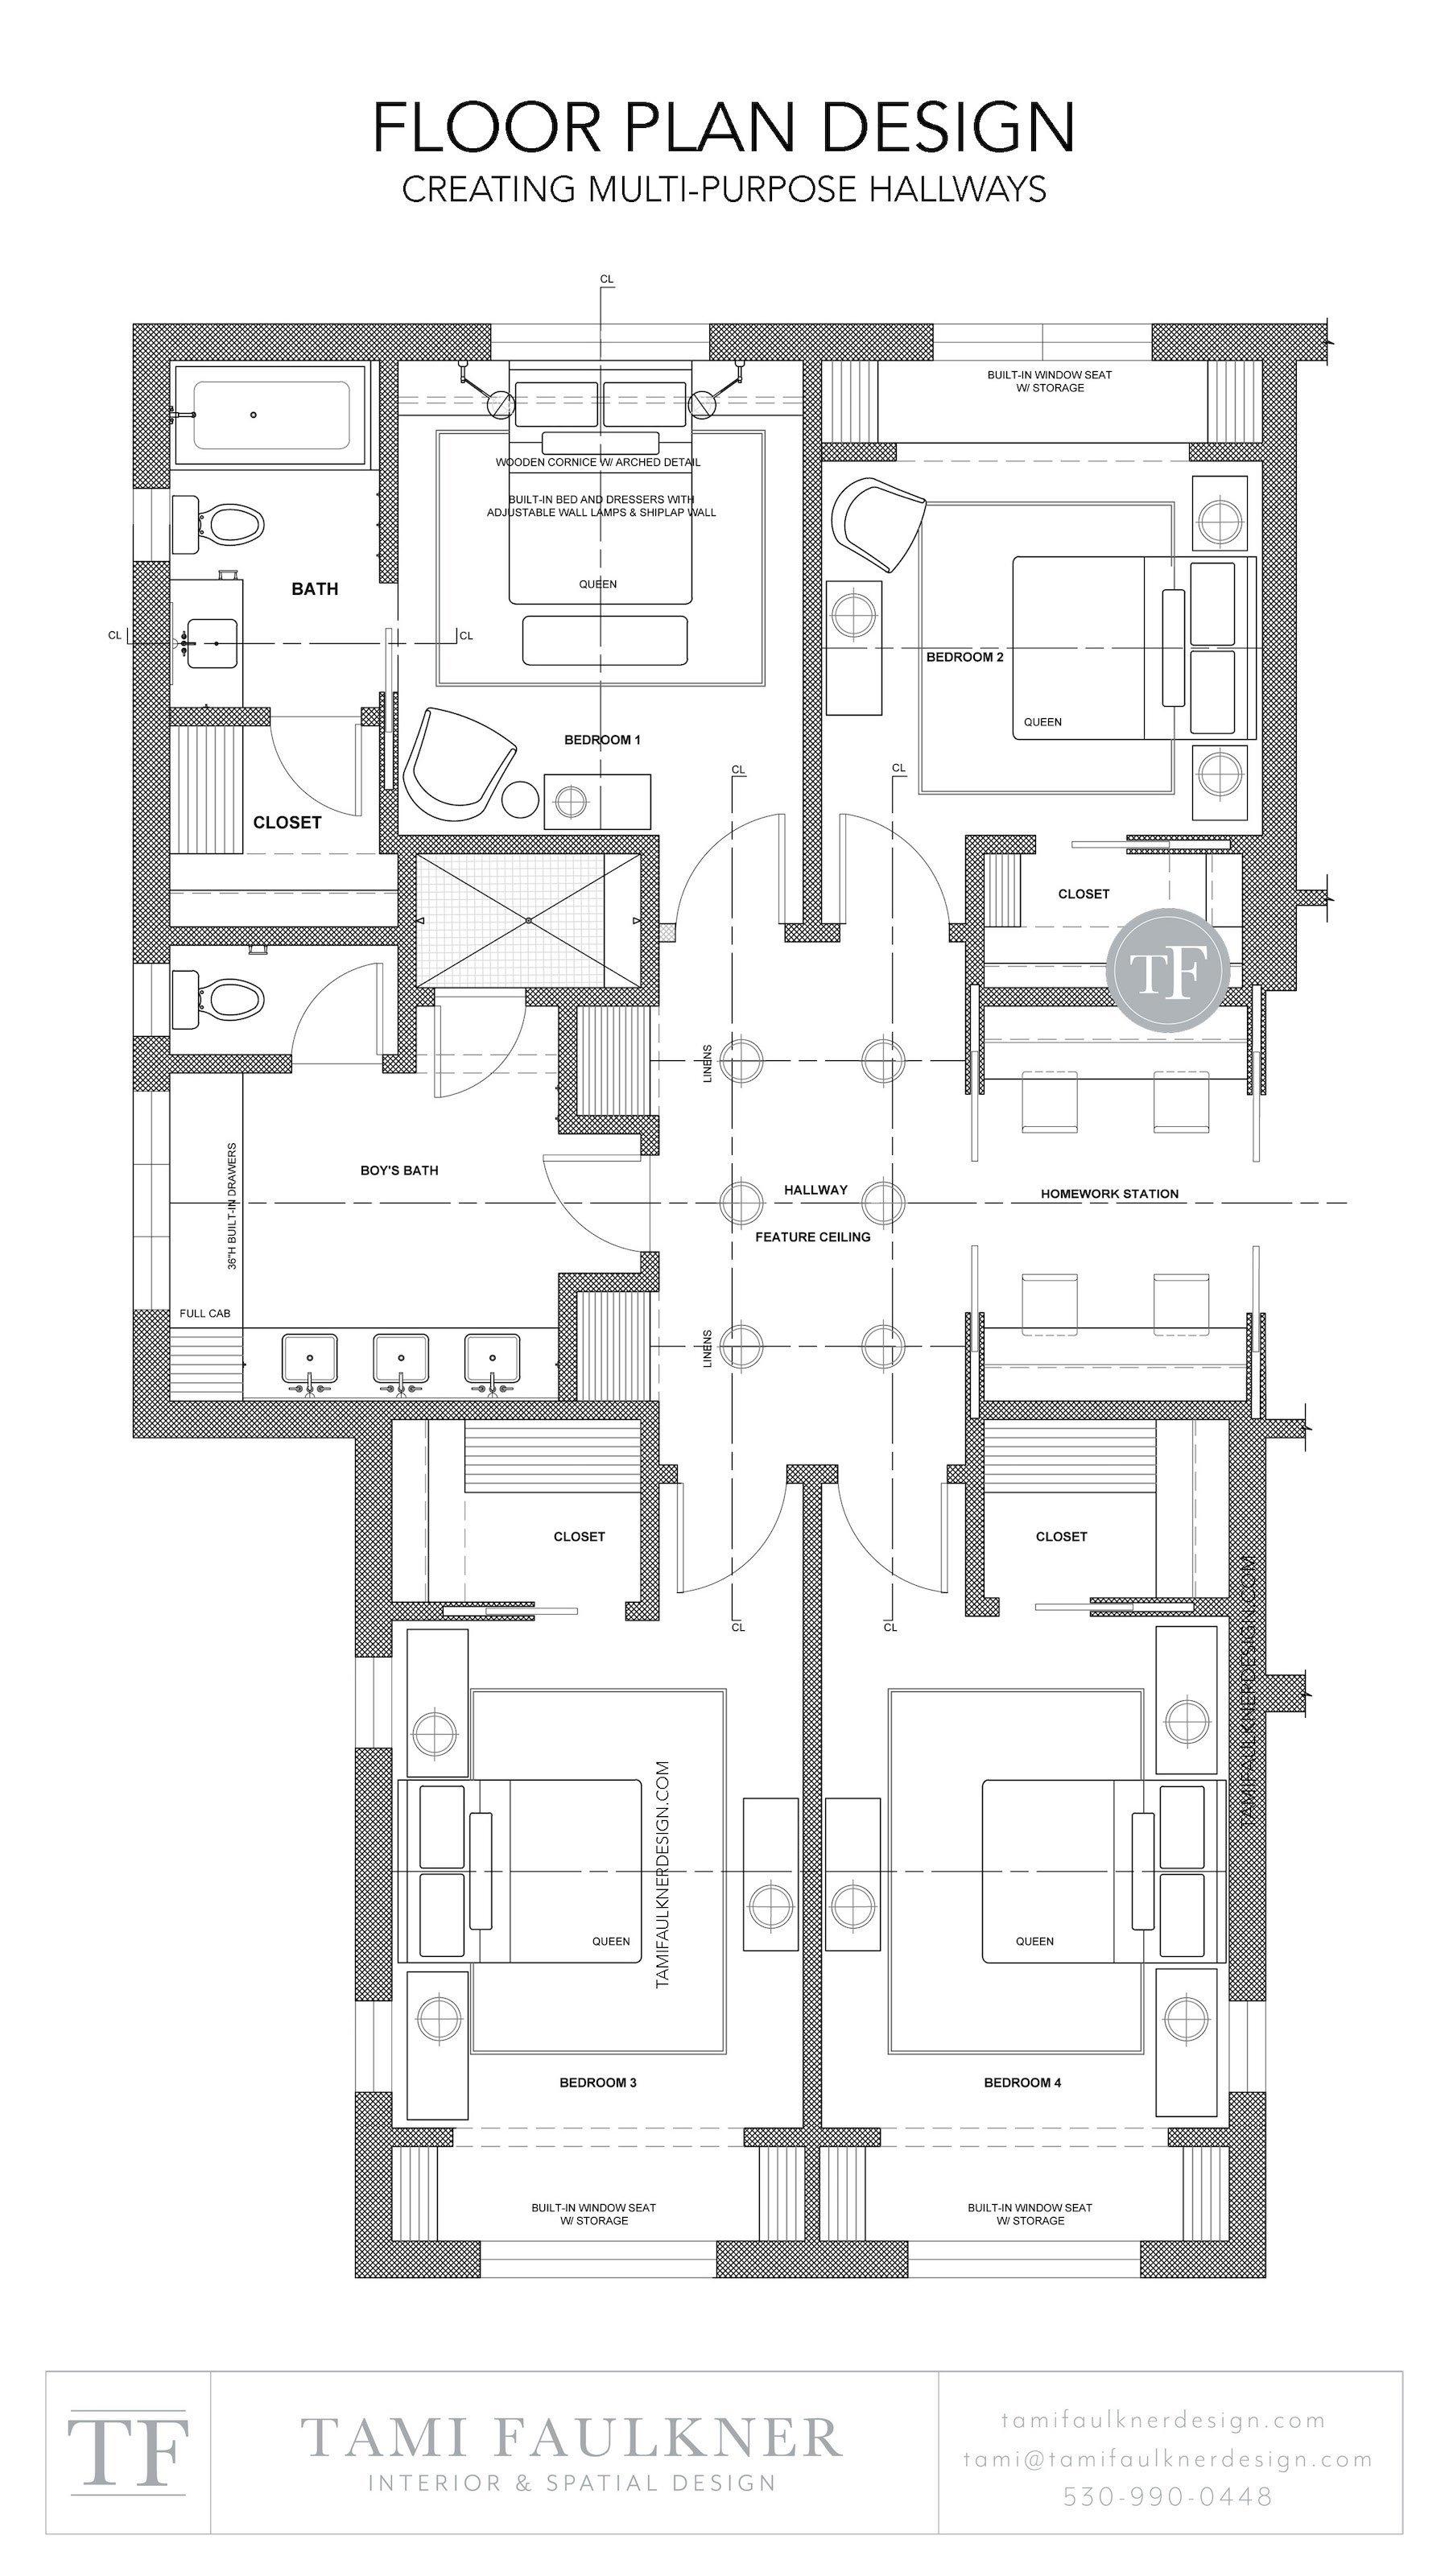 FLOOR PLAN DESIGN
CREATING MULTI-PURPOSE HALLWAYS
CL
BUILT-IN WINDOW SEAT
W/ STORAGE
WOODEN CORNICE W/ ARCHED DETAIL
BUILT-IN BED AND DRESSERS WITH
ADJUSTABLE WALL LAMPS & SHIPLAP WALL
QUEEN
BATH
CL
CL
BEDROOM 2
QUEEN
BEDROOM 1
CL
CL
CLOSET
CLOSET
TF
LINENS
BOY'S BATH
36"H BUILT-IN DRAWERS
HALLWAY
HOMEWORK STATION
FEATURE CEILING
FULL CAB
LINENS
CLOSET
CLOSET
CL
CL
TAMIFAULKNERDESIGN.COM
TAMIFAULKNERDESIGN.COM
QUEEN
QUEEN
BEDROOM 3
BEDROOM 4
BUILT-IN WINDOW SEAT
W/ STORAGE
BUILT-IN WINDOW SEAT
W/ STORAGE
TF
TAMI FAULKNER
INTERIOR & SPATIAL DESIGN
tamifaulknerdesign.com
tami@tamifaulknerdesign.com
530-990-0448